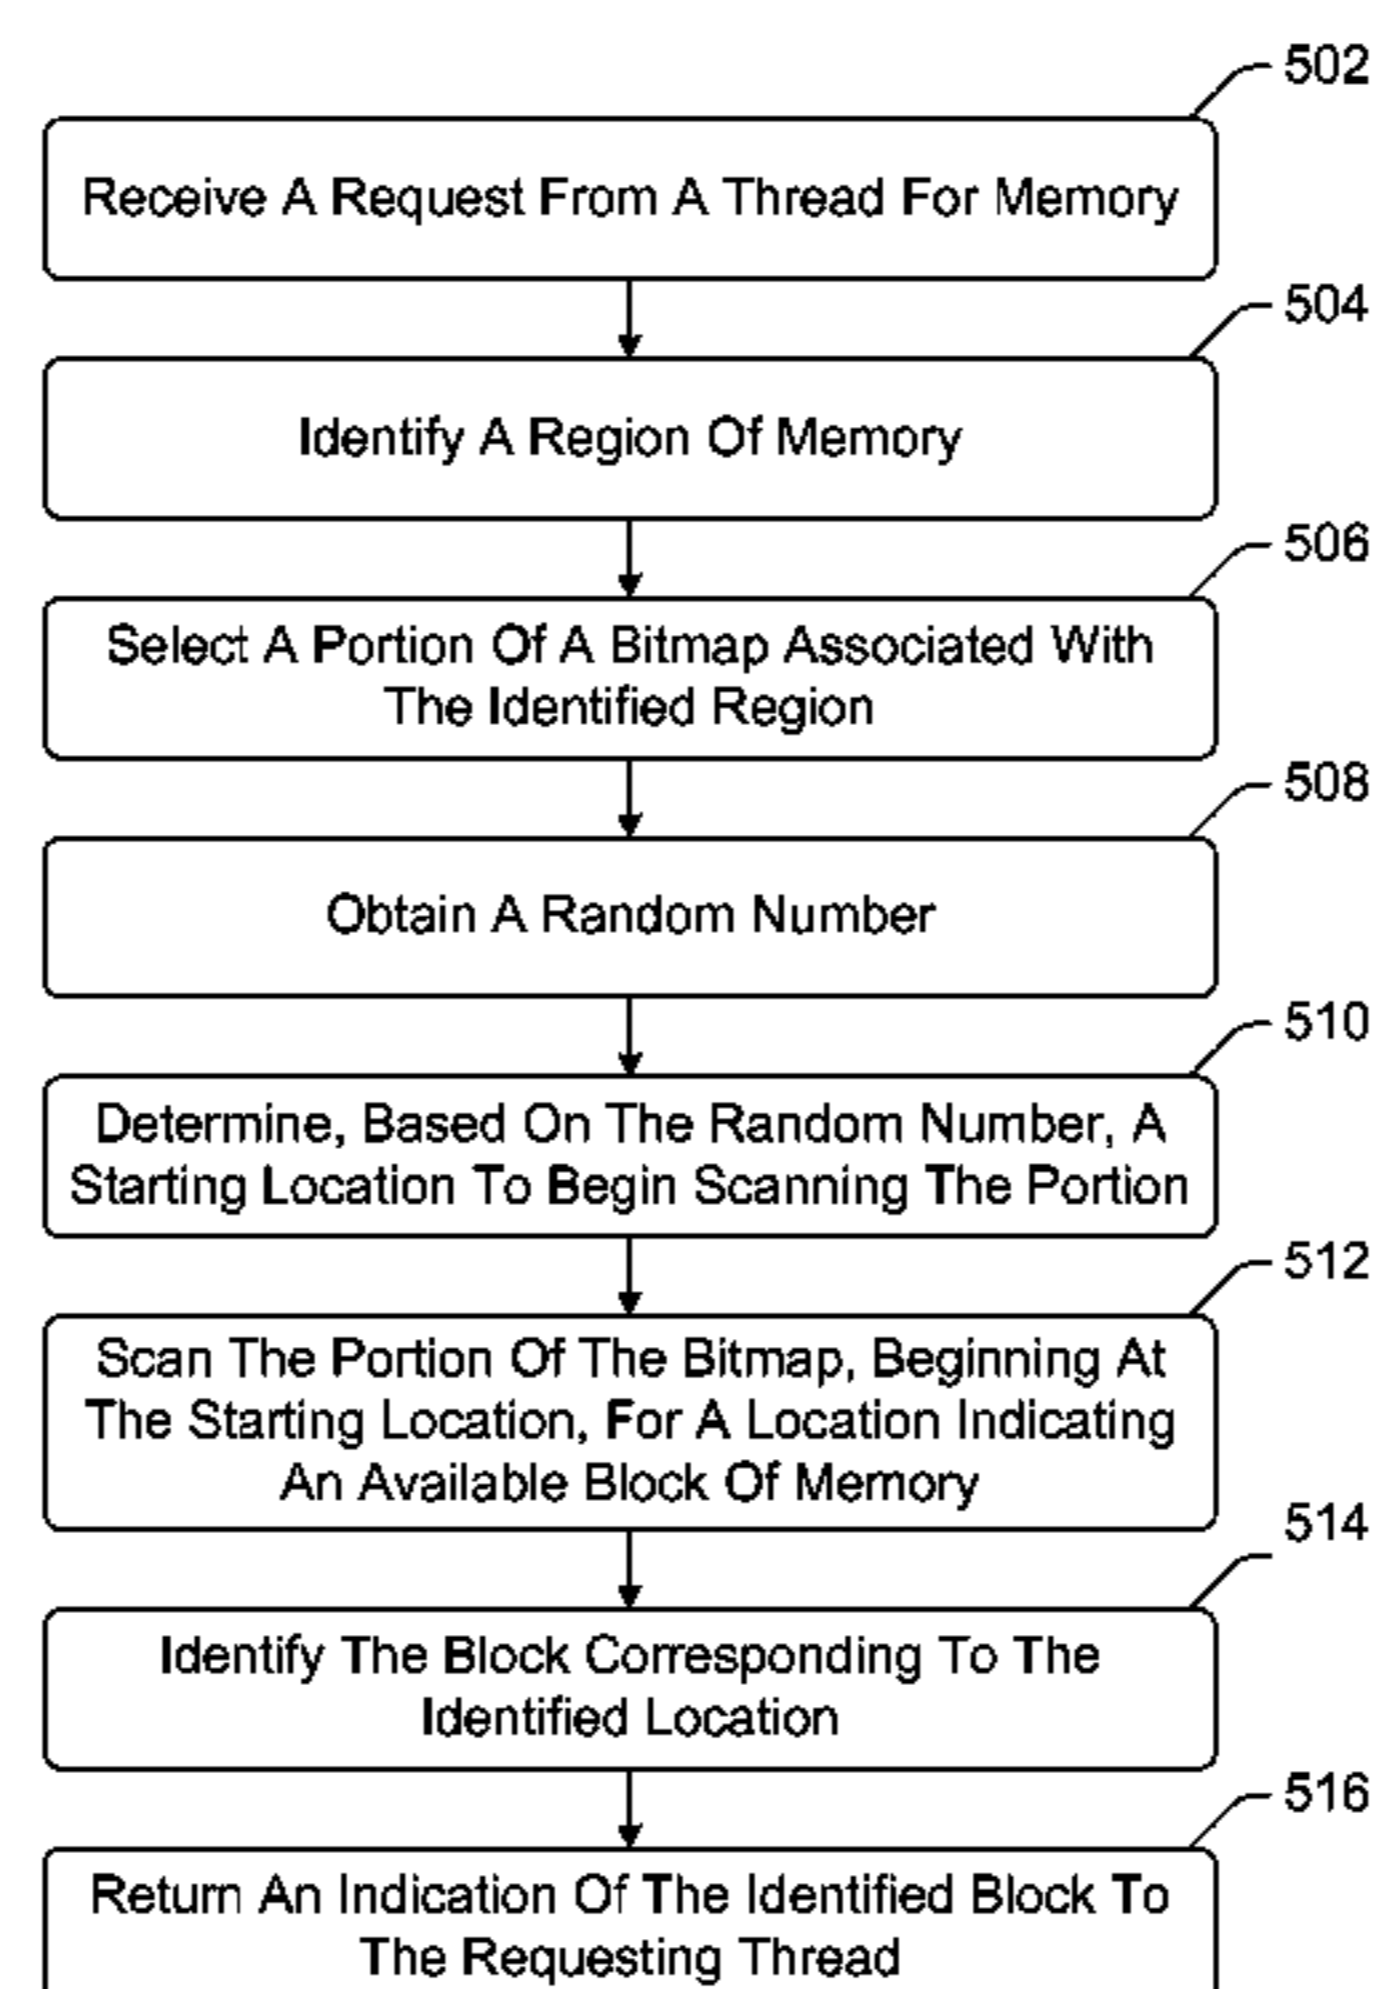 502
Receive A Request From A Thread For Memory
504
Identify A Region Of Memory
506
Select A Portion Of A Bitmap Associated With
The Identified Region
508
Obtain A Random Number
510
Determine, Based On The Random Number, A
Starting Location To Begin Scanning The Portion
512
Scan The Portion Of The Bitmap, Beginning At
The Starting Location, For A Location Indicating
An Available Block Of Memory
514
Identify The Block Corresponding To The
Identified Location
516
Return An Indication Of The Identified Block To
The Requesting Thread